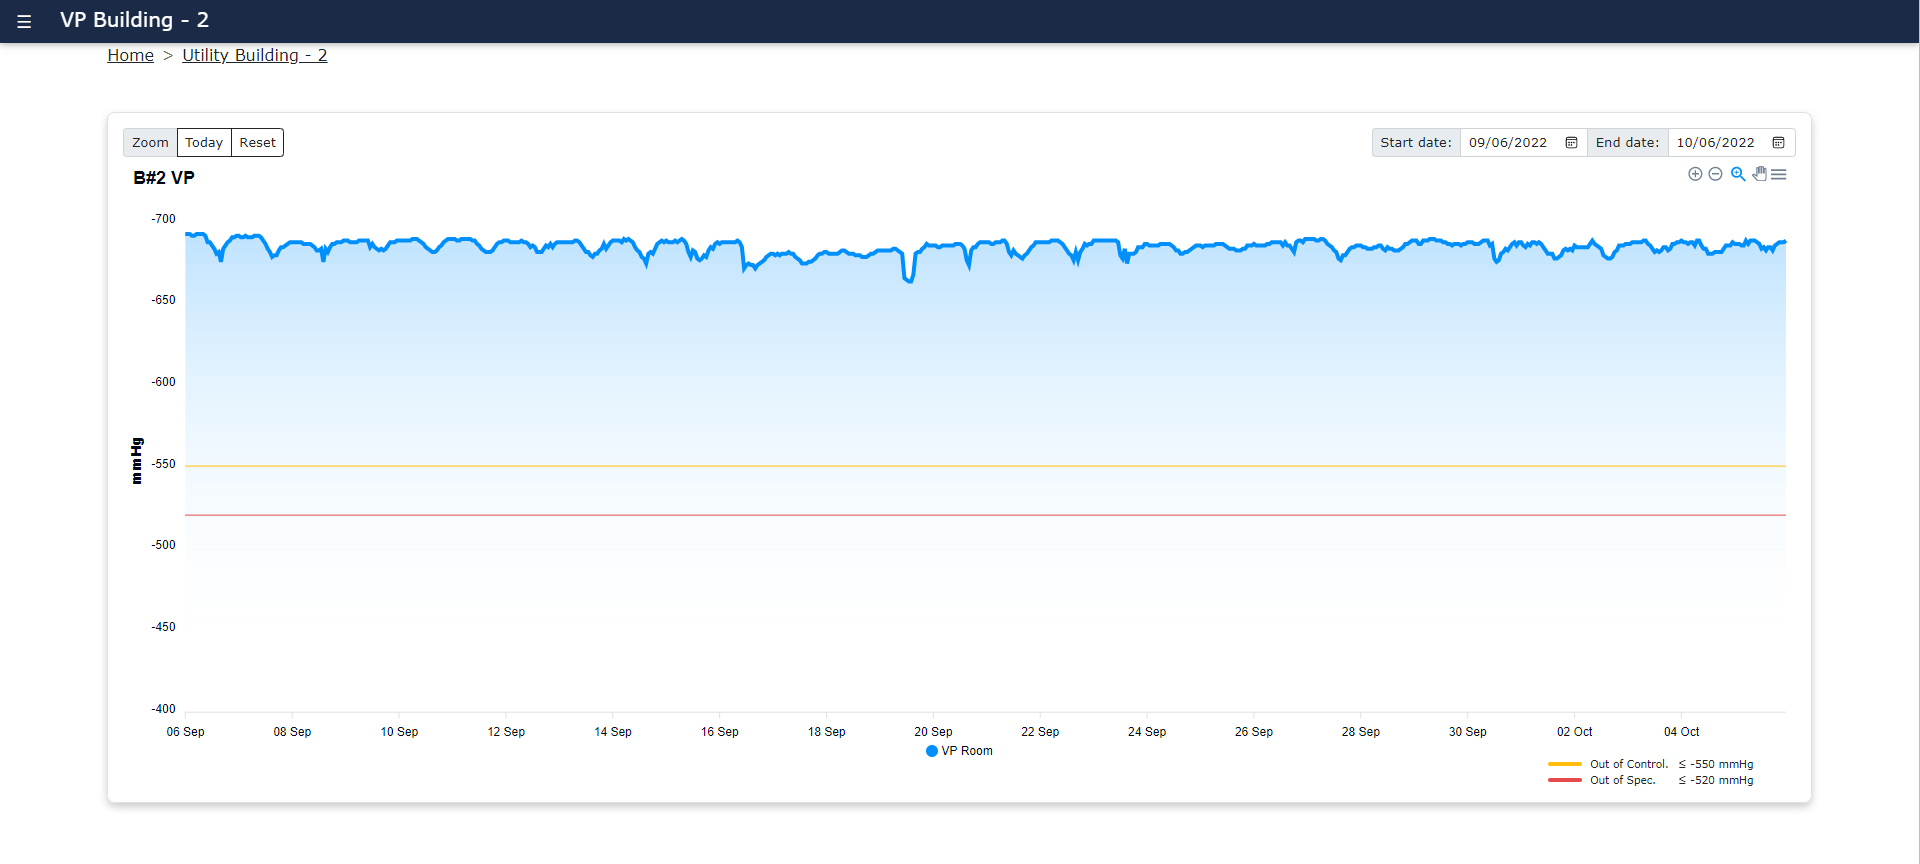 ☰ VP Building - 2
Home > Utility Building - 2
Zoom Today Reset Start date: 09/06/2022 End date: 10/06/2022
B#2 VP
-700
-650
-600
-550
-500
-450
-400
mmHg
06 Sep 08 Sep 10 Sep 12 Sep 14 Sep 16 Sep 18 Sep 20 Sep 22 Sep 24 Sep 26 Sep 28 Sep 30 Sep 02 Oct 04 Oct
VP Room
Out of Control. ≤ -550 mmHg
Out of Spec. ≤ -520 mmHg